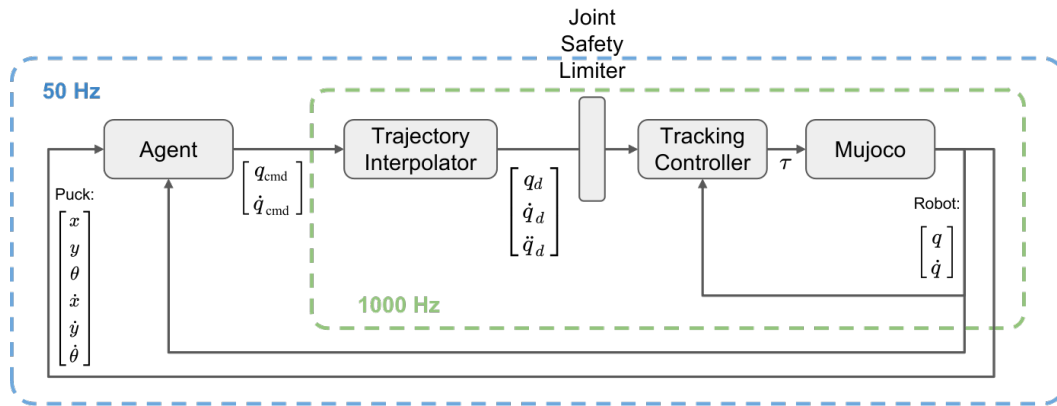 Joint
Safety
Limiter
50 Hz
Agent
Trajectory
Interpolator
Tracking
Controller
Mujoco
τ
q_cmd
q̇_cmd
Puck:
x
y
θ
ẋ
ẏ
θ̇
q_d
q̇_d
q̈_d
Robot:
q
q̇
1000 Hz